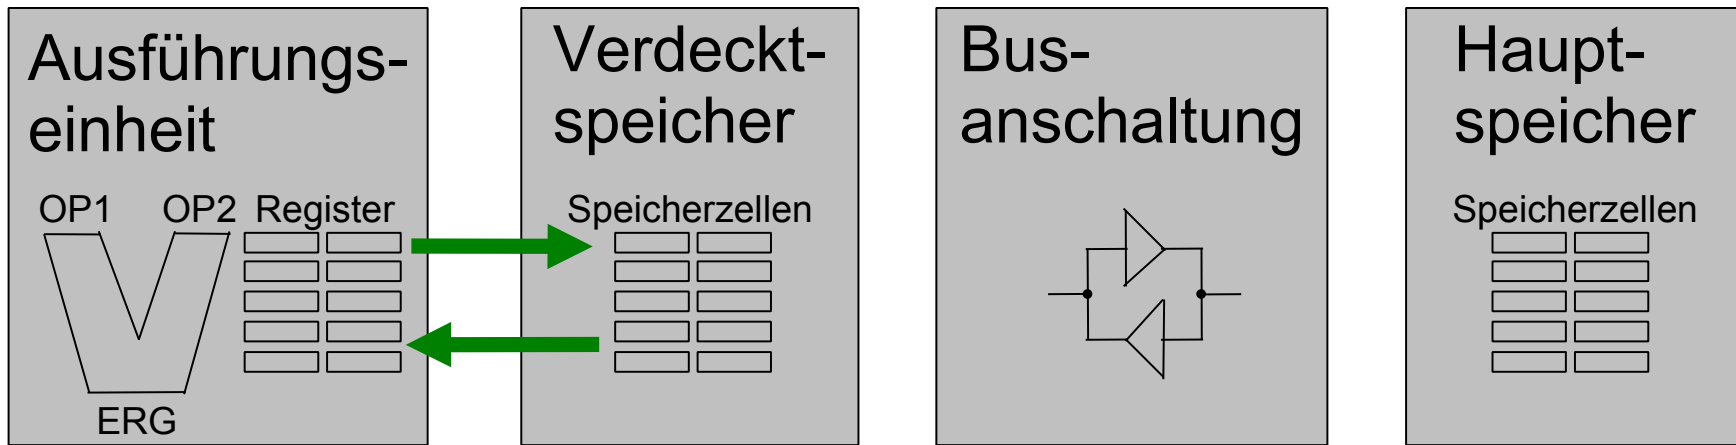 Ausführungs-
einheit
OP1 OP2 Register
ERG
Verdeckt-
speicher
Speicherzellen
Bus-
anschaltung
Haupt-
speicher
Speicherzellen